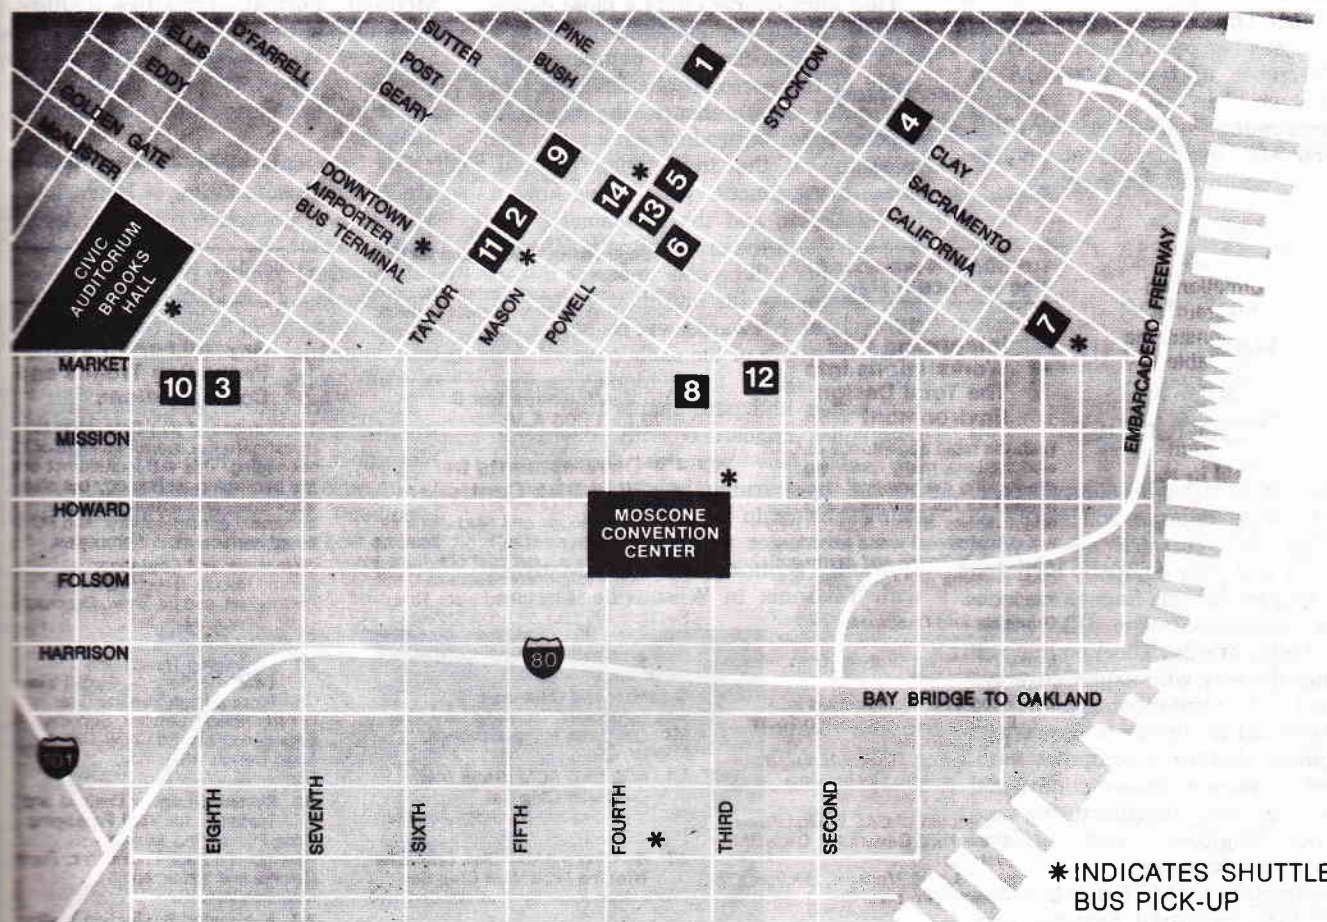 ELLIS
O'FARRELL
SUTTER
PINE
EDDY
POST
BUSH
1
GEARY
STOCKTON
GOLDEN GATE
McALLISTER
4
CLAY
9
DOWNTOWN
AIRPORTER
BUS TERMINAL
*
*
14
5
13
6
SACRAMENTO
CALIFORNIA
2
11
*
CIVIC
AUDITORIUM
BROOKS
HALL
*
TAYLOR
MASON
POWELL
7
*
EMBARCADERO FREEWAY
MARKET
10
3
8
12
MISSION
*
HOWARD
MOSCONE
CONVENTION
CENTER
FOLSOM
HARRISON
80
BAY BRIDGE TO OAKLAND
101
EIGHTH
SEVENTH
SIXTH
FIFTH
FOURTH
*
THIRD
SECOND
* INDICATES SHUTTLE
BUS PICK-UP